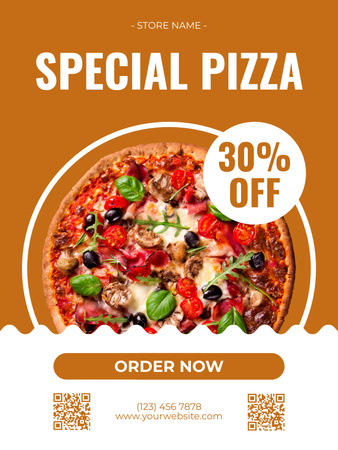 - STORE NAME -
SPECIAL PIZZA
30%
OFF
ORDER NOW
(123) 456 7878
www.yourwebsite.com